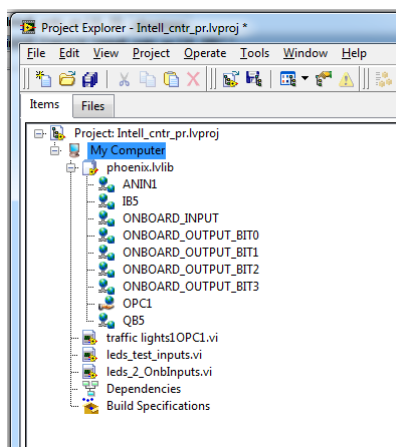 Project Explorer - Intell_cntr_pr.lvproj *
File Edit View Project Operate Tools Window Help
Items Files
Project: Intell_cntr_pr.lvproj
My Computer
phoenix.lvlib
ANIN1
IB5
ONBOARD_INPUT
ONBOARD_OUTPUT_BIT0
ONBOARD_OUTPUT_BIT1
ONBOARD_OUTPUT_BIT2
ONBOARD_OUTPUT_BIT3
OPC1
QB5
traffic lights1OPC1.vi
leds_test_inputs.vi
leds_2_OnbInputs.vi
Dependencies
Build Specifications